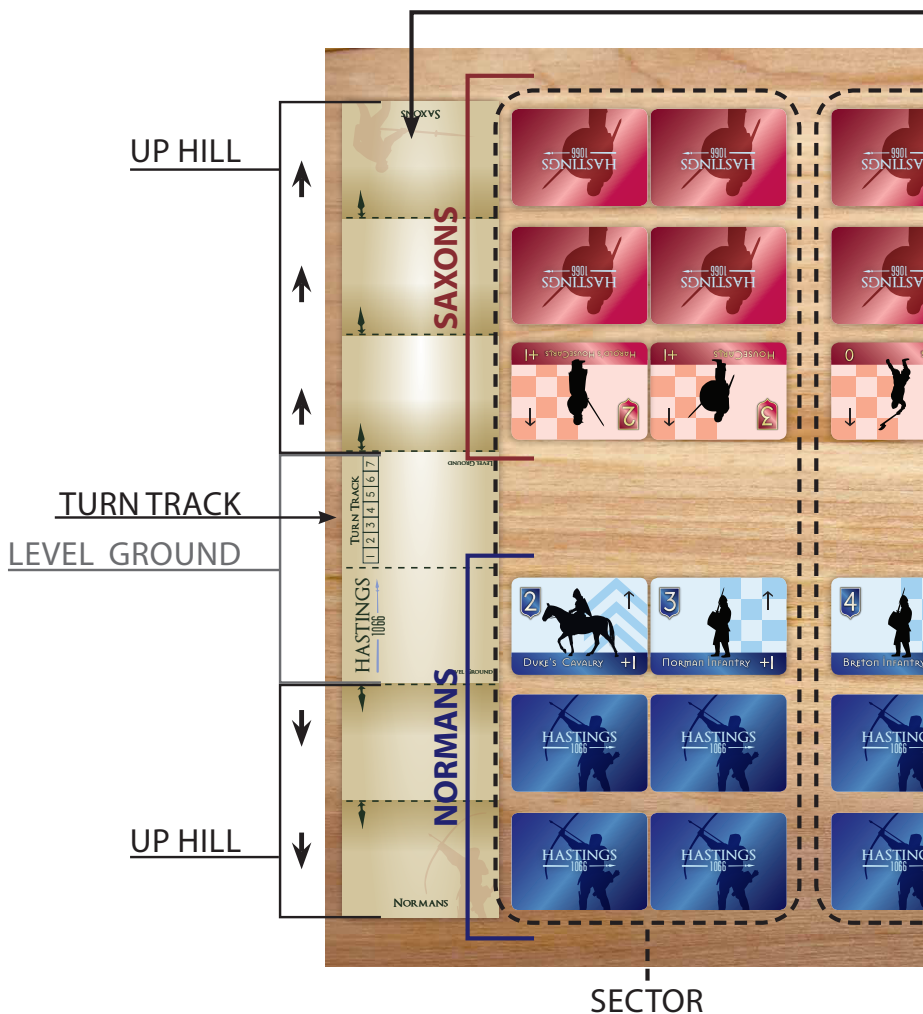 SAXONS
UP HILL
SAXONS
HASTINGS
1066
HASTINGS
1066
HASTINGS
1066
HASTINGS
1066
HASTINGS
1066
HASTINGS
1066
+1 HAROLD'S HOUSECARLS
2
+1 HOUSECARLS
3
0
LEVEL GROUND
TURN TRACK
1 2 3 4 5 6 7
TURN TRACK
LEVEL GROUND
HASTINGS
1066
LEVEL GROUND
2
DUKE'S CAVALRY +1
3
NORMAN INFANTRY +1
4
BRETON INFANTRY
NORMANS
HASTINGS
1066
HASTINGS
1066
HASTINGS
1066
UP HILL
HASTINGS
1066
HASTINGS
1066
HASTINGS
1066
NORMANS
SECTOR